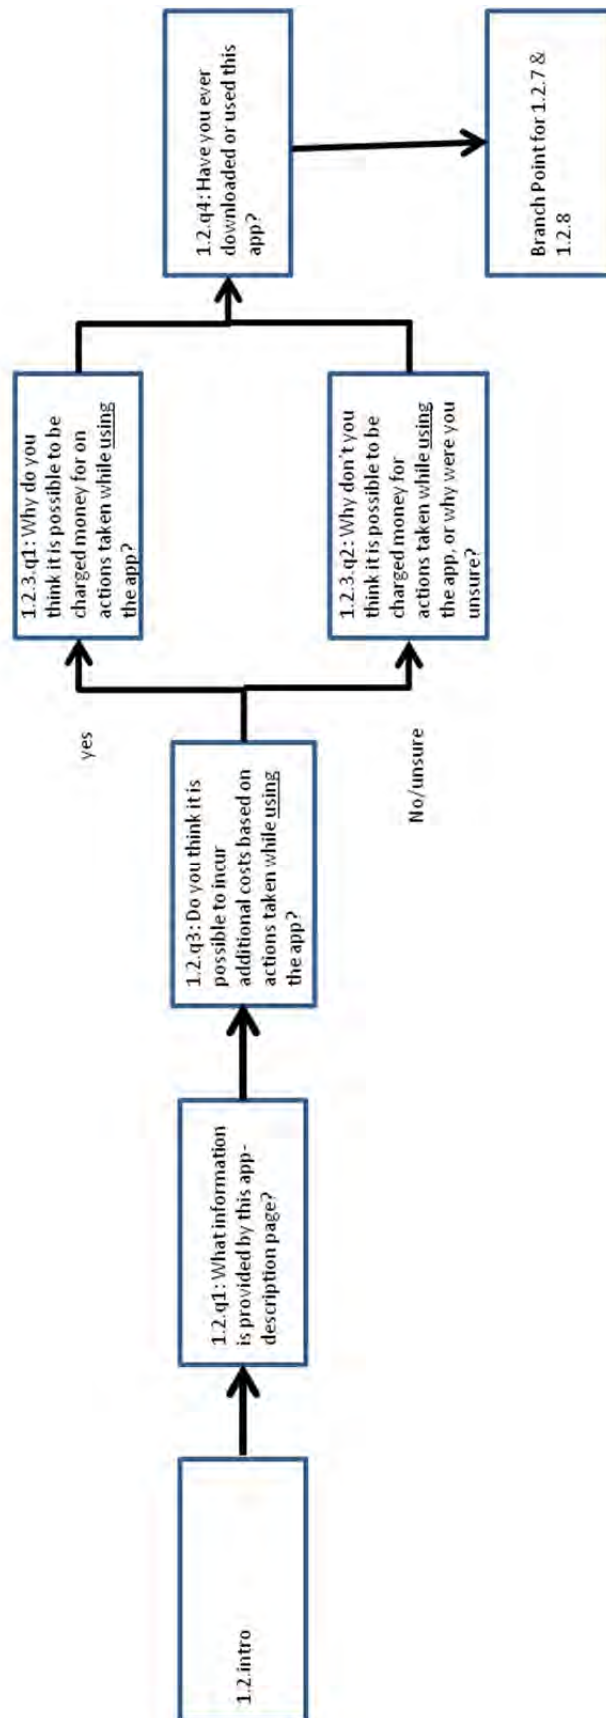 1.2.intro
1.2.q1: What information
is provided by this app-
description page?
1.2.q3: Do you think it is
possible to incur
additional costs based on
actions taken while using
the app?
yes
No/unsure
1.2.3.q1: Why do you
think it is possible to be
charged money for on
actions taken while using
the app?
1.2.3.q2: Why don't you
think it is possible to be
charged money for
actions taken while using
the app, or why were you
unsure?
1.2.q4: Have you ever
downloaded or used this
app?
Branch Point for 1.2.7 &
1.2.8